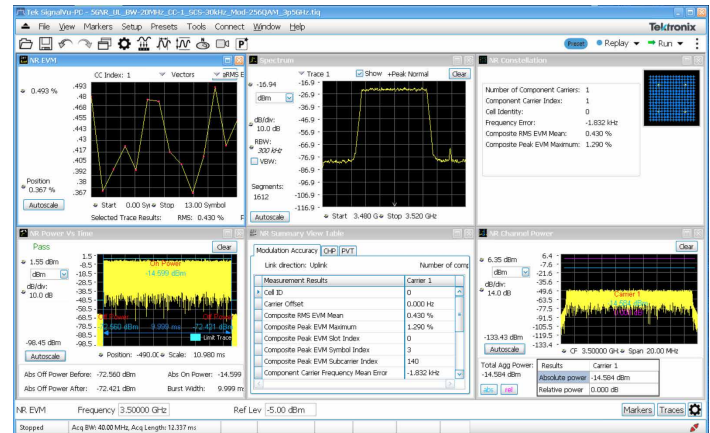 Tek SignalVu-PC - 5GNR_UL_BW-20MHz_CC-1_SCS-30kHz_Mod-256QAM_3p5GHz.tiq
File View Markers Setup Presets Tools Connect Window Help
Tektronix
Preset Replay Run
NR EVM
CC Index: 1 Vectors
0.493 %
.493
.48
.468
.455
.443
.43
.417
.405
.392
.38
.367
Position
0.367 %
Autoscale
Start 0.00 Stop 13.00 Symbol
Selected Trace Results: RMS: 0.430 %
Spectrum
Trace 1 Show +Peak Normal Clear
-16.94
dBm
dB/div:
10.0 dB
RBW:
300 kHz
VBW:
Segments:
1612
Autoscale
-16.9
-36.9
-46.9
-56.9
-66.9
-76.9
-86.9
-96.9
-106.9
-116.9
Start 3.480 G Stop 3.520 GHz
NR Constellation
Number of Component Carriers: 1
Component Carrier Index: 1
Cell Identity: 0
Frequency Error: -1.832 kHz
Composite RMS EVM Mean: 0.430 %
Composite Peak EVM Maximum: 1.290 %
NR Power Vs Time
Pass
Clear
1.55 dBm
dBm
dB/div:
10.0 dB
-98.45 dBm
Autoscale
1.5
-8.5
-18.5
-28.5
-38.5
-48.5
-58.5
-68.5
-78.5
-88.5
-98.5
On Power
-14.599 dBm
9.999 ms
Limit Trace
Position: -490.0 Scale: 10.980 ms
Abs Off Power Before: -72.560 dBm Abs On Power: -14.599
Abs Off Power After: -72.421 dBm Burst Width: 9.999 m
NR Summary View Table
Modulation Accuracy CHP PVT
Link direction: Uplink Number of comp
Measurement Results Carrier 1
Cell ID 0
Carrier Offset 0.000 Hz
Composite RMS EVM Mean 0.430 %
Composite Peak EVM Maximum 1.290 %
Composite Peak EVM Slot Index 0
Composite Peak EVM Symbol Index 3
Composite Peak EVM Subcarrier Index 140
Component Carrier Frequency Mean Error -1.832 kHz
NR Channel Power
Clear
6.35 dBm
dBm
dB/div:
14.0 dB
-133.43 dBm
Autoscale
6.4
-7.6
-21.6
-35.6
-49.6
-63.5
-77.5
-91.5
-105.5
-119.5
-133.4
Carrier 1
CF 3.50000 GHz Span 20.00 MHz
Total Agg Power:
-14.584 dBm
abs rel
Results Carrier 1
Absolute power -14.584 dBm
Relative power 0.000 dB
NR EVM Frequency 3.50000 GHz Ref Lev -5.00 dBm Markers Traces
Stopped Acq BW: 40.00 MHz, Acq Length: 12.337 ms